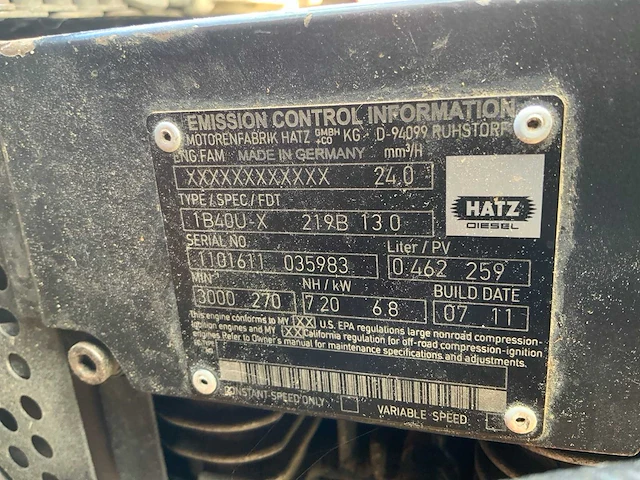 EMISSION CONTROL INFORMATION
MOTORENFABRIK HATZ GMBH +CO KG - D-94099 RUHSTORF
ENG.FAM MADE IN GERMANY mm³/H
XXXXXXXXXXXX 24.0
TYPE / SPEC / FDT
1B40U-X 219B 13.0
HATZ
DIESEL
SERIAL NO. Liter / PV
1101611 035983 0.462 259
MIN NH / kW BUILD DATE
3000 270 7.20 6.8 07 11
This engine conforms to MY XX U.S. EPA regulations large nonroad compression-
ignition engines and MY XX California regulations for off-road compression-ignition
engines. Refer to Owner's manual for maintenance specifications and adjustments.
CONSTANT SPEED ONLY VARIABLE SPEED